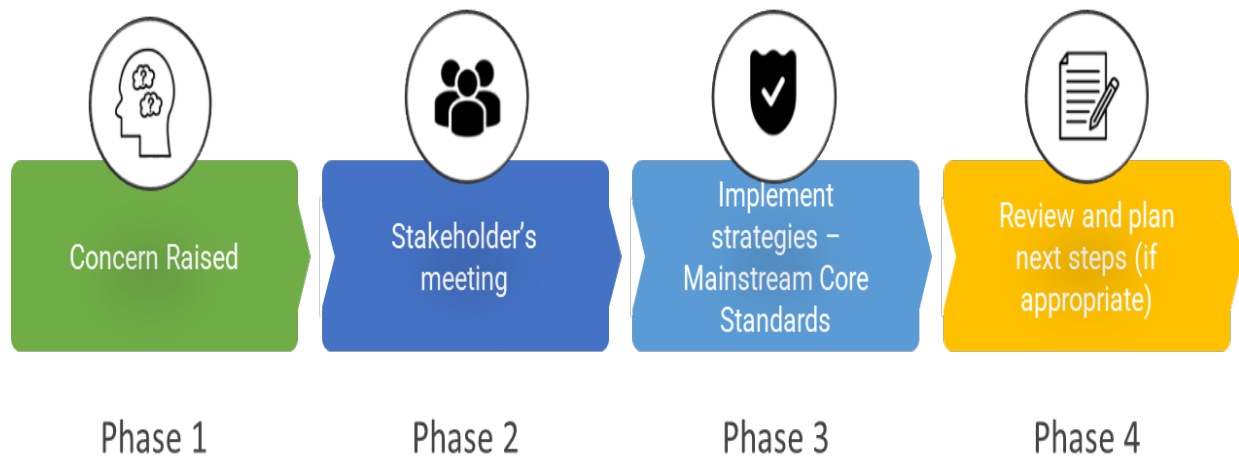 Concern Raised
Stakeholder’s
meeting
Implement
strategies –
Mainstream Core
Standards
Review and plan
next steps (if
appropriate)
Phase 1
Phase 2
Phase 3
Phase 4